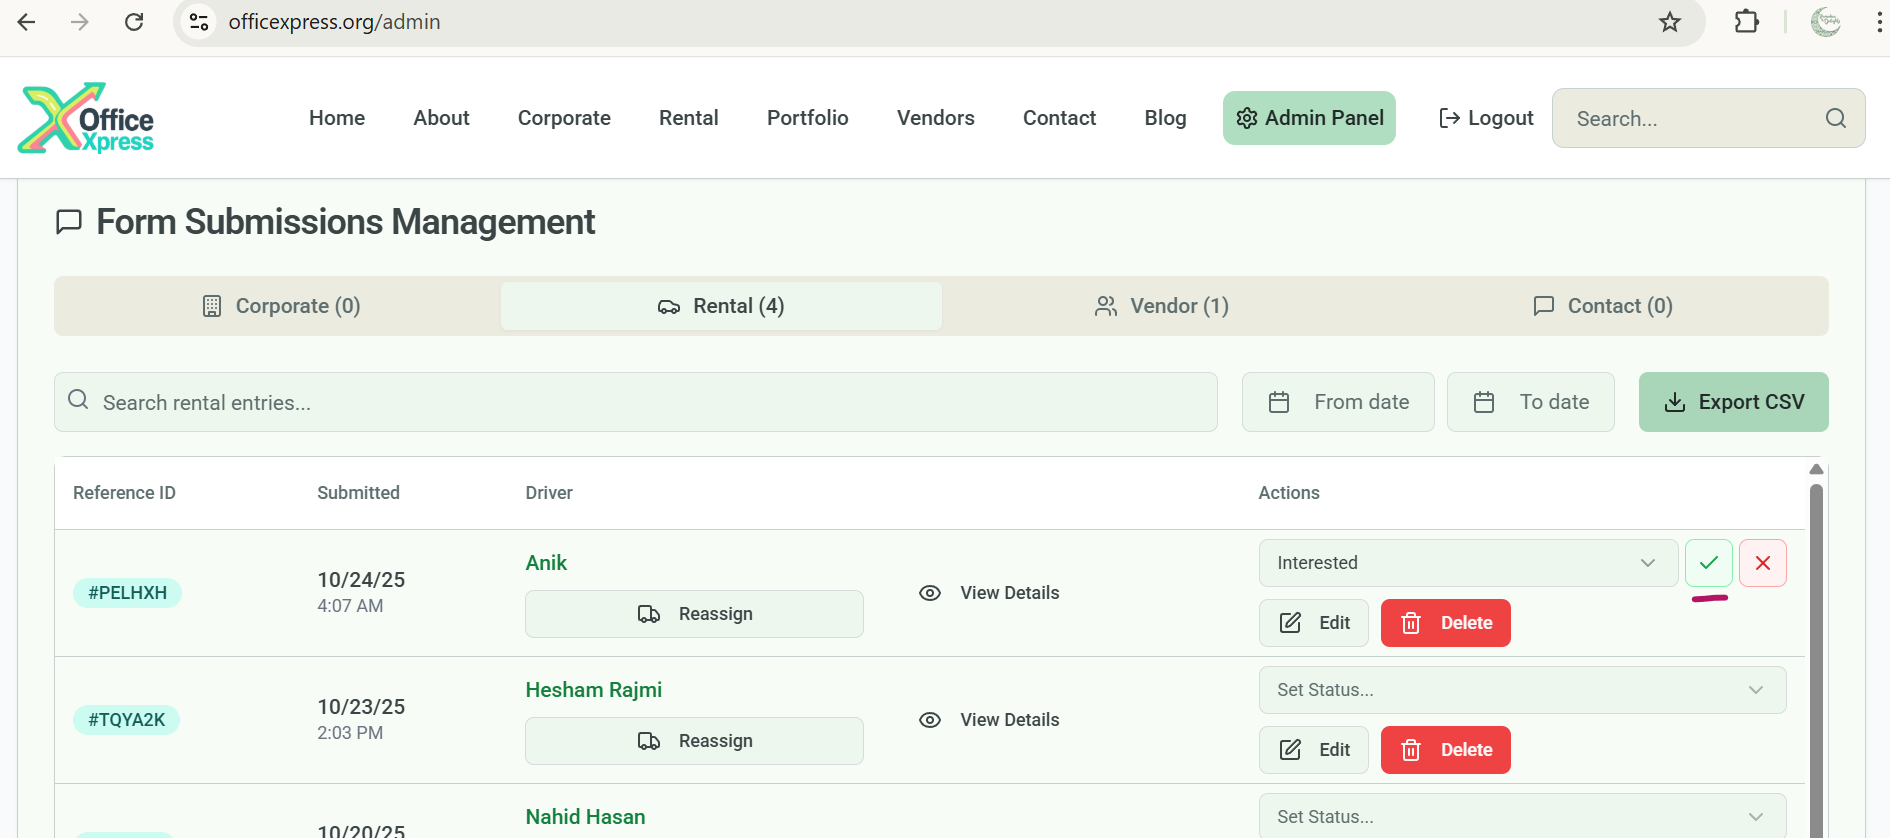 officexpress.org/admin
Office
Xpress
Home About Corporate Rental Portfolio Vendors Contact Blog Admin Panel Logout Search...
Form Submissions Management
Corporate (0) Rental (4) Vendor (1) Contact (0)
Search rental entries... From date To date Export CSV
Reference ID Submitted Driver Actions
Anik Interested
#PELHXH 10/24/25 View Details
4:07 AM
Reassign Edit Delete
Hesham Rajmi Set Status...
#TQYA2K 10/23/25 View Details
2:03 PM
Reassign Edit Delete
Nahid Hasan Set Status...
10/20/25